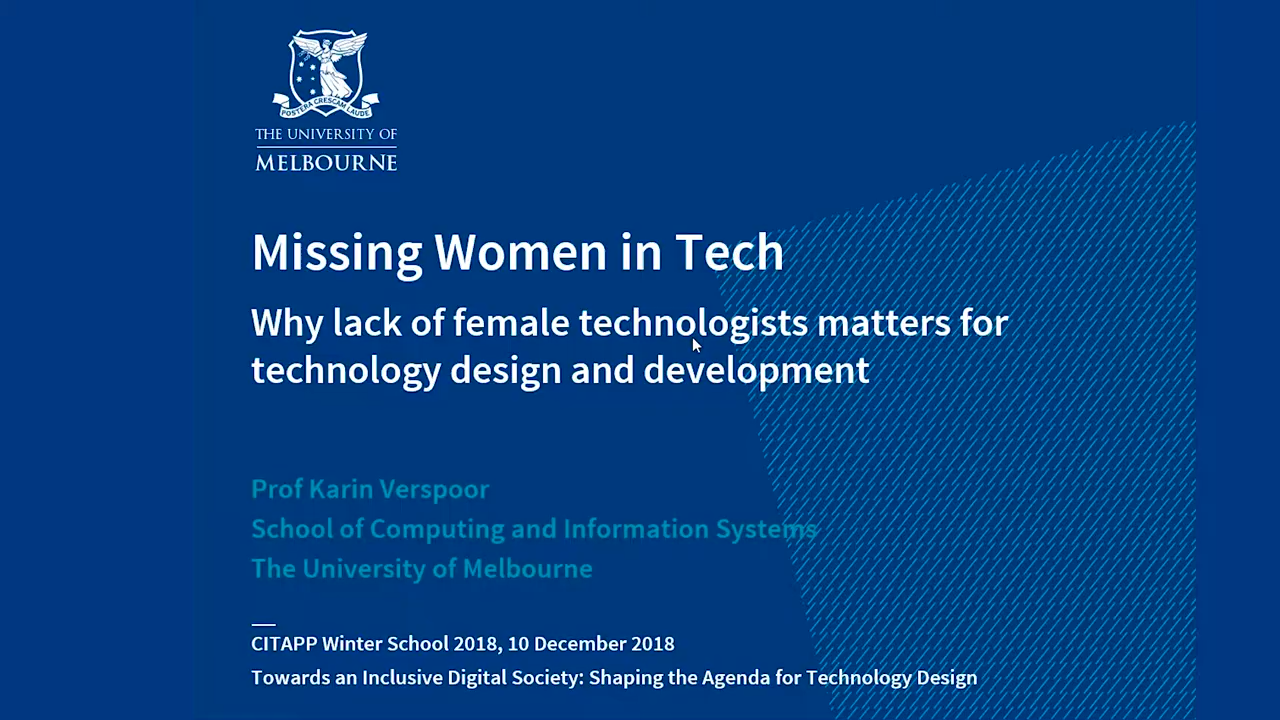 POSTERA CRESCAM LAUDE
THE UNIVERSITY OF
MELBOURNE
Missing Women in Tech
Why lack of female technologists matters for
technology design and development
Prof Karin Verspoor
School of Computing and Information Systems
The University of Melbourne
CITAPP Winter School 2018, 10 December 2018
Towards an Inclusive Digital Society: Shaping the Agenda for Technology Design